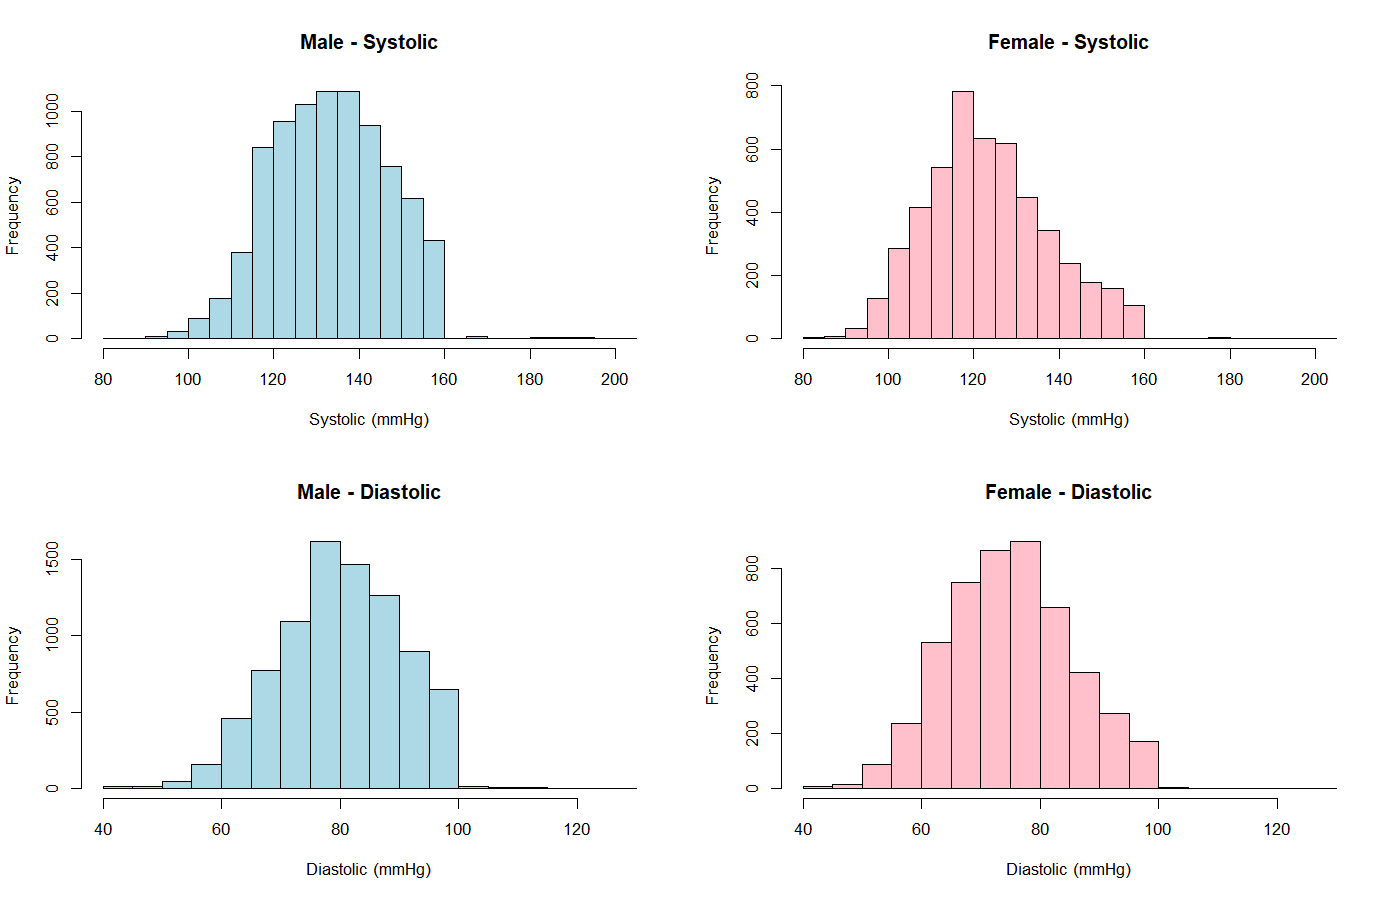 Male - Systolic
Frequency
0
200
400
600
800
1000
80 100 120 140 160 180 200
Systolic (mmHg)
Female - Systolic
Frequency
0
200
400
600
800
80 100 120 140 160 180 200
Systolic (mmHg)
Male - Diastolic
Frequency
0
500
1000
1500
40 60 80 100 120
Diastolic (mmHg)
Female - Diastolic
Frequency
0
200
400
600
800
40 60 80 100 120
Diastolic (mmHg)